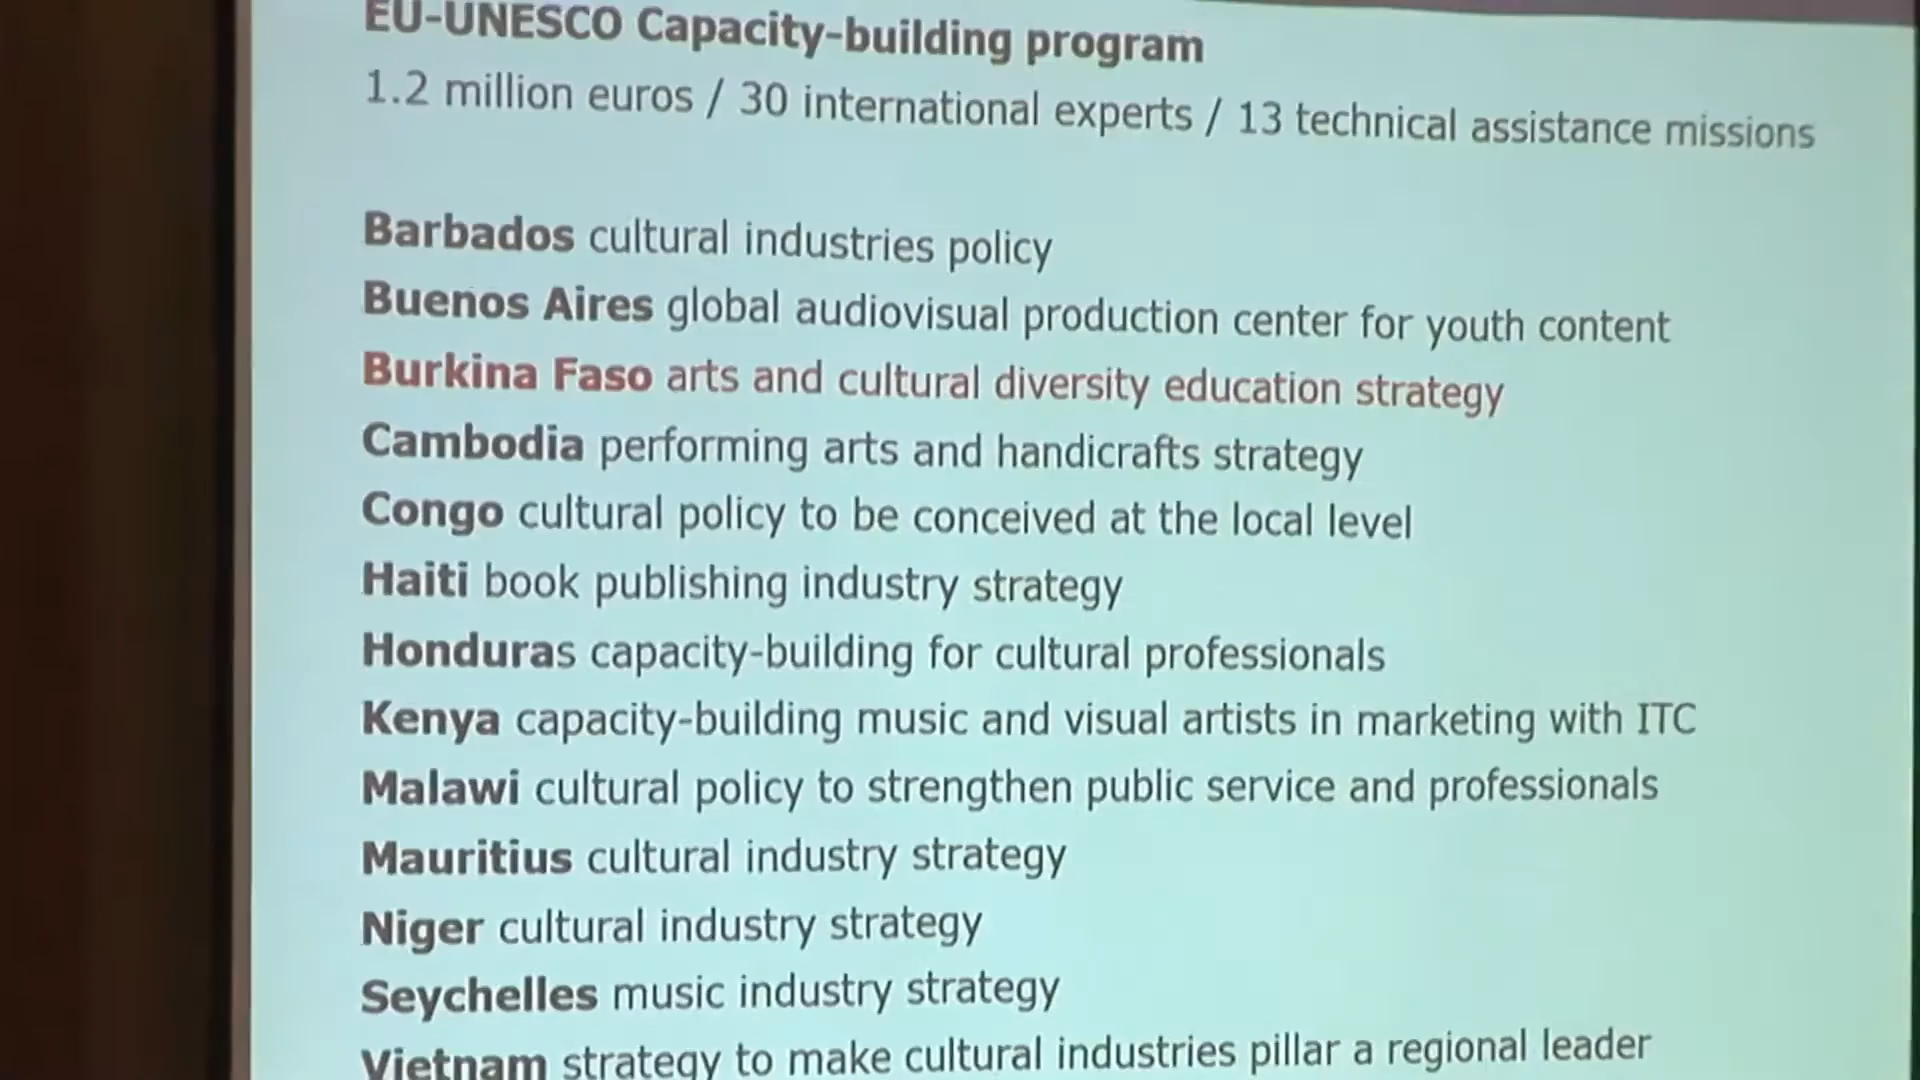 EU-UNESCO Capacity-building program
1.2 million euros / 30 international experts / 13 technical assistance missions
Barbados cultural industries policy
Buenos Aires global audiovisual production center for youth content
Burkina Faso arts and cultural diversity education strategy
Cambodia performing arts and handicrafts strategy
Congo cultural policy to be conceived at the local level
Haiti book publishing industry strategy
Honduras capacity-building for cultural professionals
Kenya capacity-building music and visual artists in marketing with ITC
Malawi cultural policy to strengthen public service and professionals
Mauritius cultural industry strategy
Niger cultural industry strategy
Seychelles music industry strategy
Vietnam strategy to make cultural industries pillar a regional leader